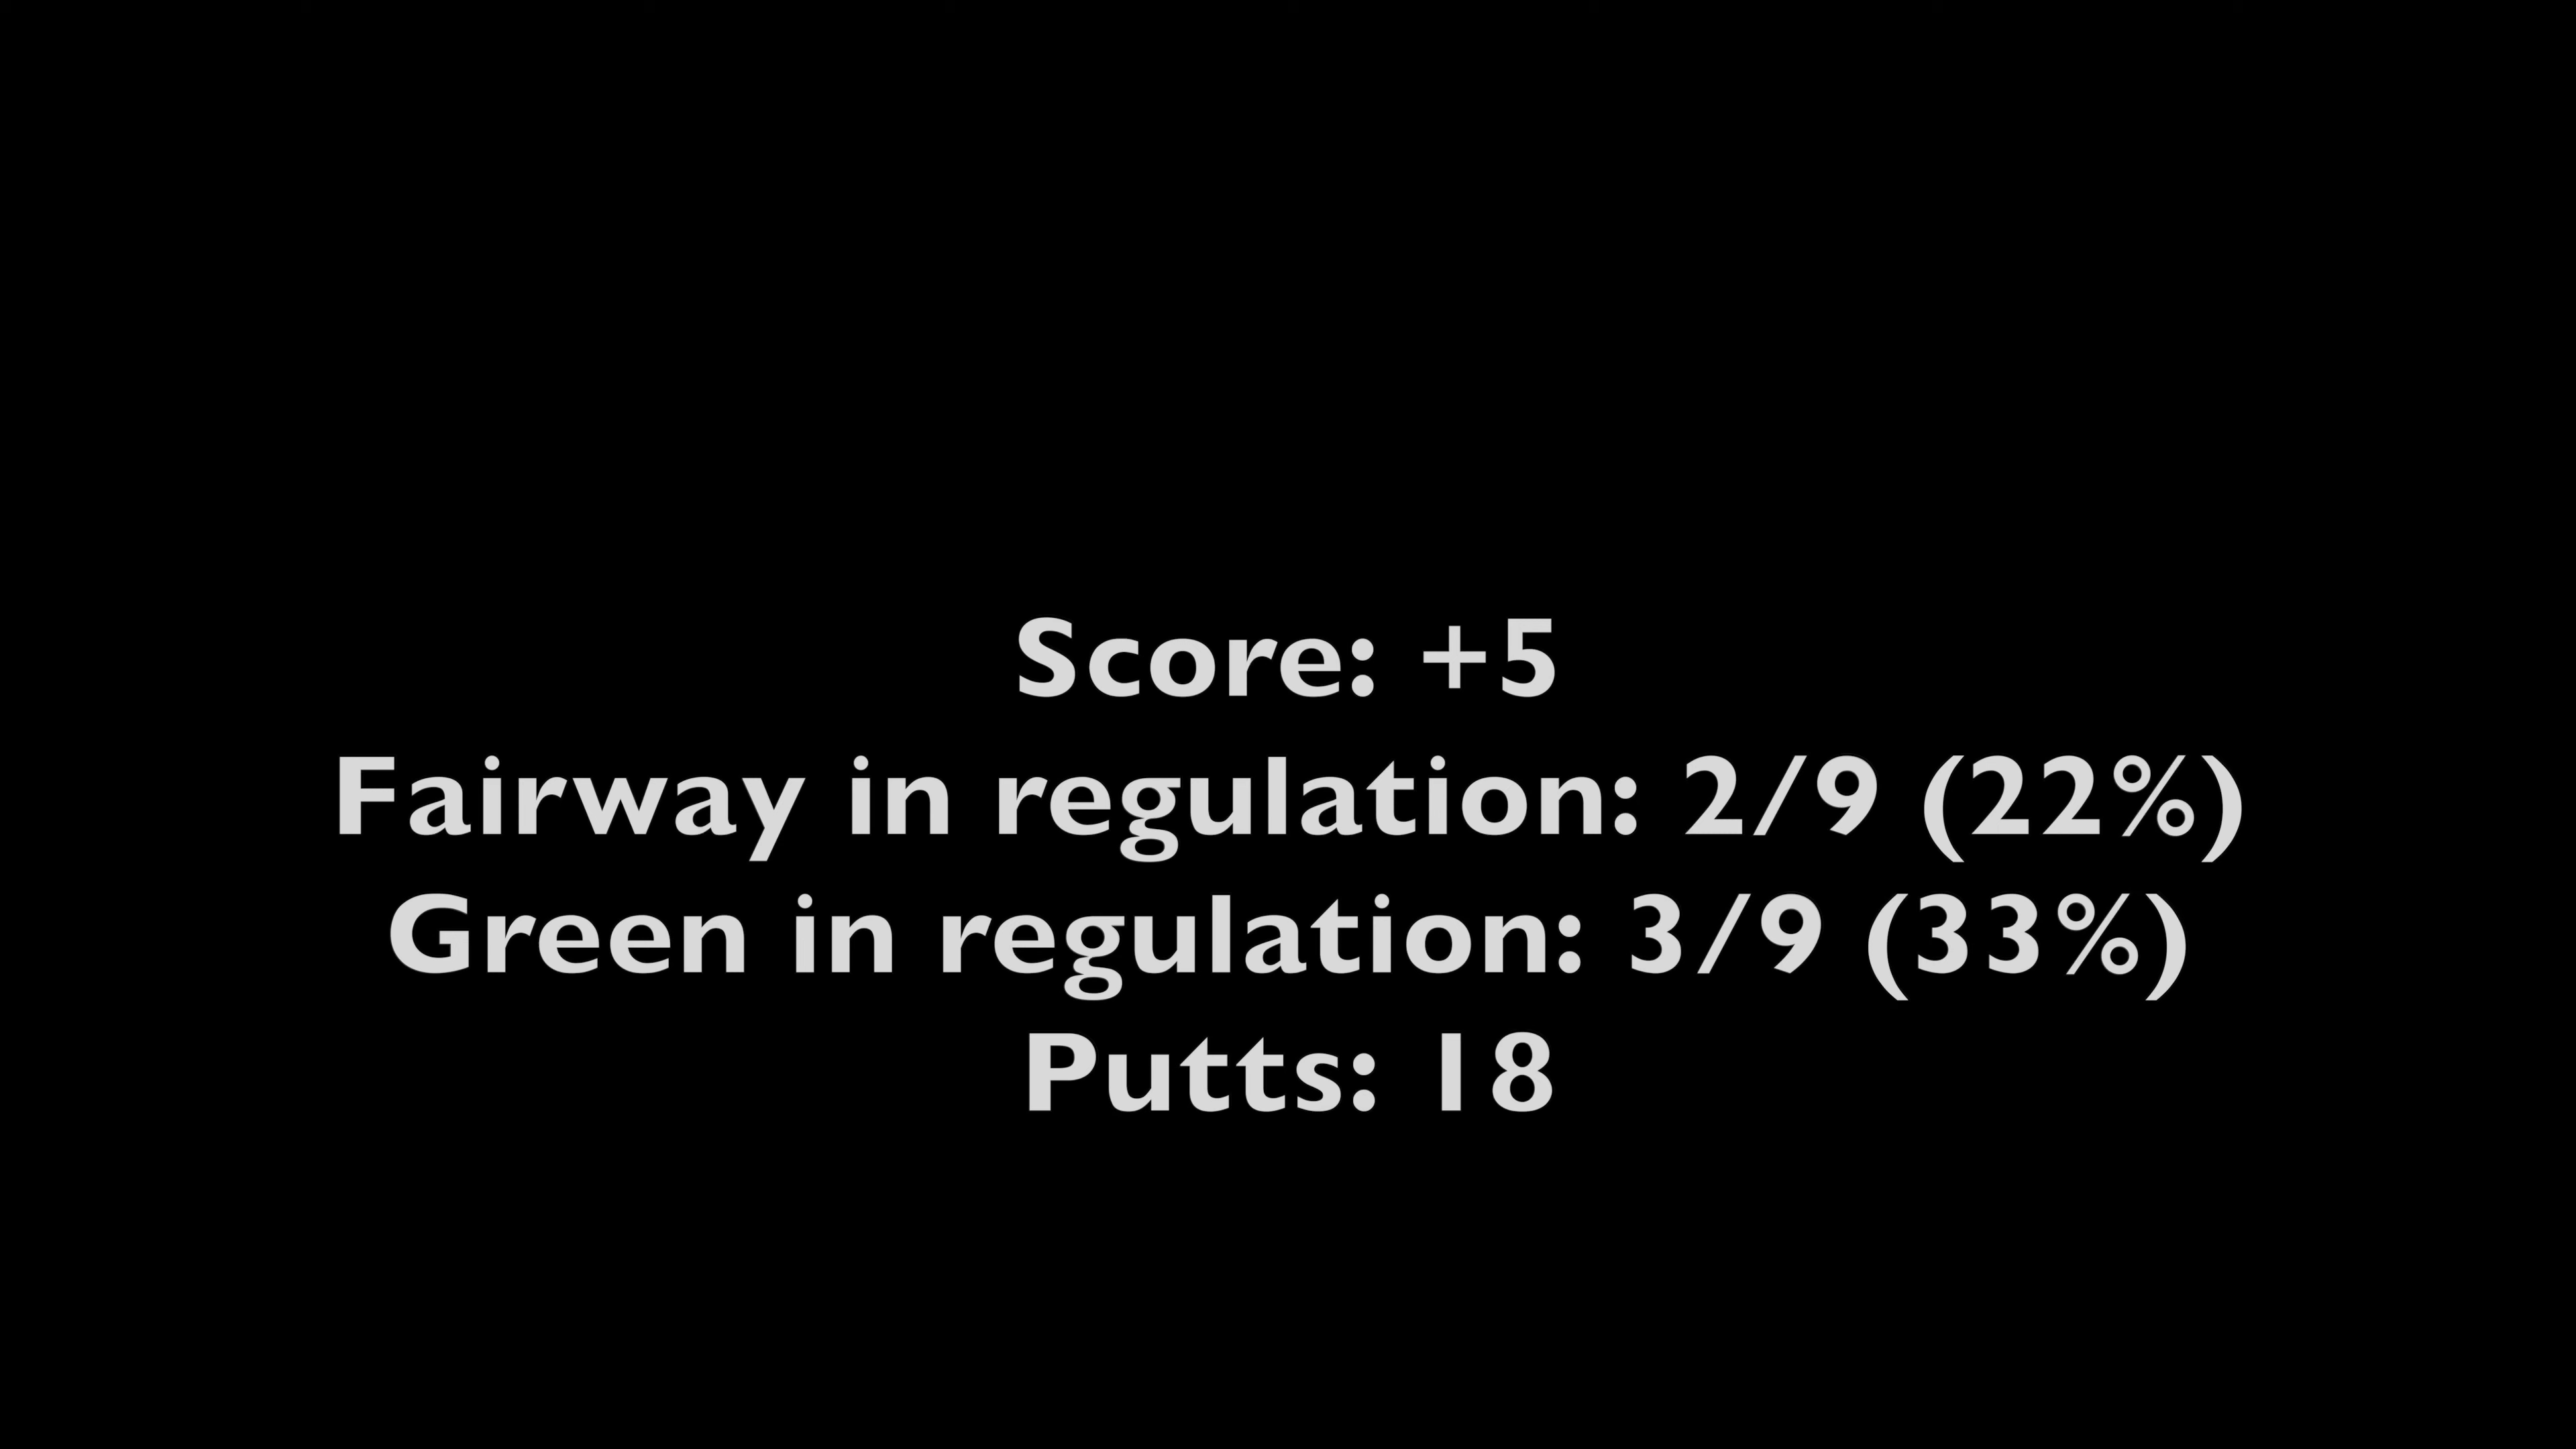 Score: +5
Fairway in regulation: 2/9 (22%)
Green in regulation: 3/9 (33%)
Putts: 18